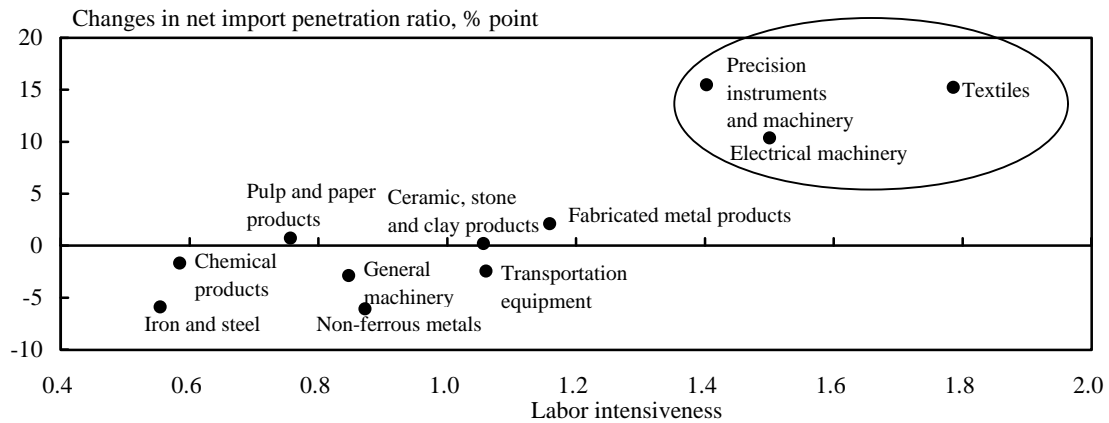 Changes in net import penetration ratio, % point
20
15
10
5
0
-5
-10
Precision
instruments
and machinery
Textiles
Electrical machinery
Pulp and paper
products
Ceramic, stone
and clay products
Fabricated metal products
Chemical
products
General
machinery
Transportation
equipment
Iron and steel
Non-ferrous metals
0.4 0.6 0.8 1.0 1.2 1.4 1.6 1.8 2.0
Labor intensiveness